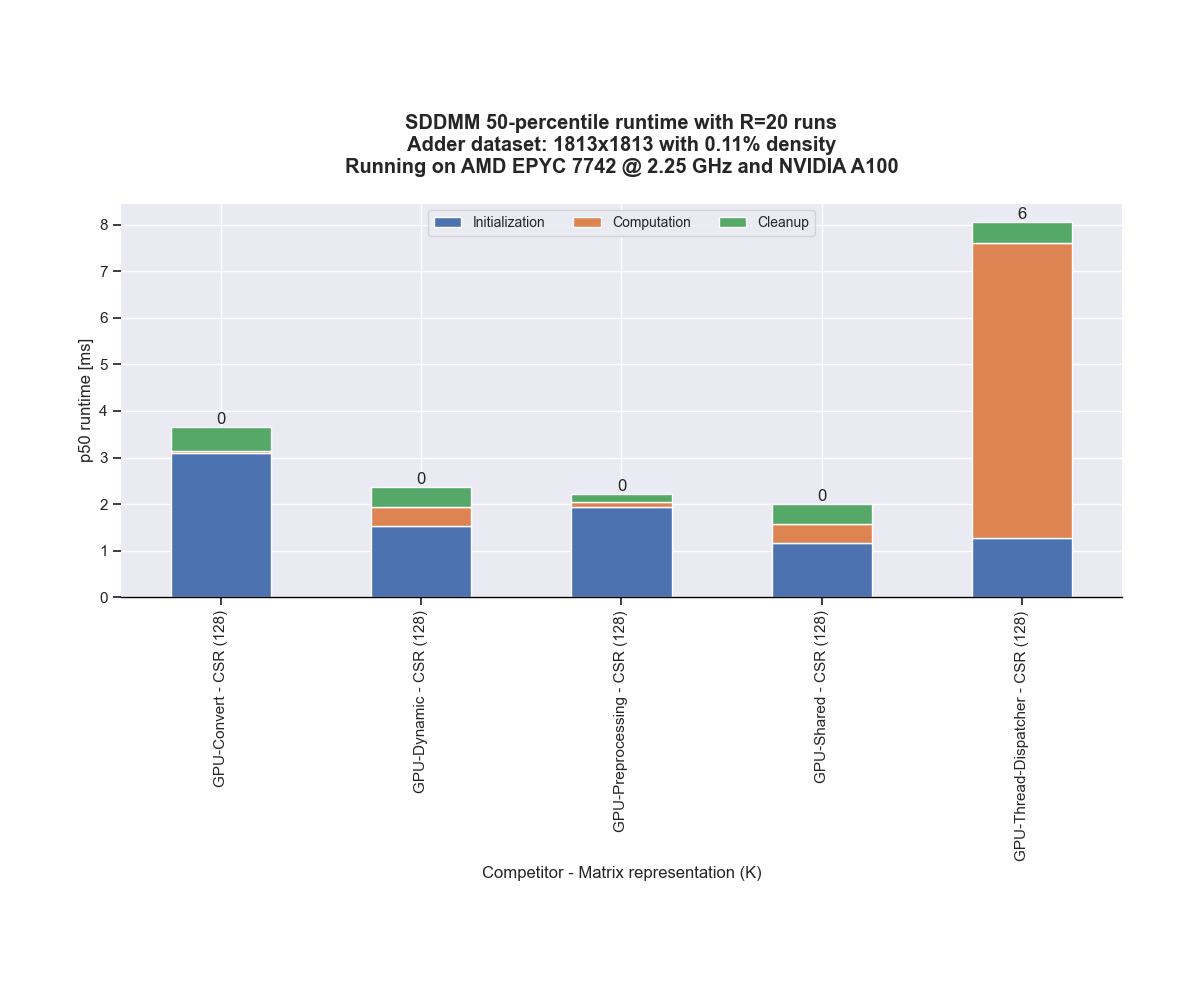 SDDMM 50-percentile runtime with R=20 runs
Adder dataset: 1813x1813 with 0.11% density
Running on AMD EPYC 7742 @ 2.25 GHz and NVIDIA A100
Initialization Computation Cleanup
p50 runtime [ms]
8
7
6
5
4
3
2
1
0
0
0
0
0
6
GPU-Convert - CSR (128)
GPU-Dynamic - CSR (128)
GPU-Preprocessing - CSR (128)
GPU-Shared - CSR (128)
GPU-Thread-Dispatcher - CSR (128)
Competitor - Matrix representation (K)